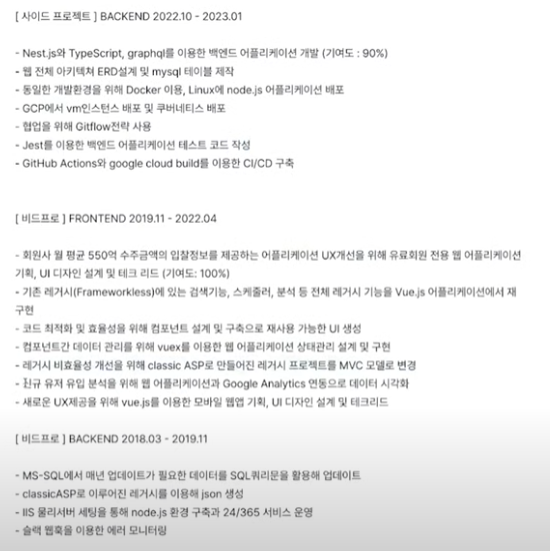 [ 사이드 프로젝트 ] BACKEND 2022.10 - 2023.01
- Nest.js와 TypeScript, graphql를 이용한 백엔드 어플리케이션 개발 (기여도 : 90%)
- 웹 전체 아키텍쳐 ERD설계 및 mysql 테이블 제작
- 동일한 개발환경을 위해 Docker 이용, Linux에 node.js 어플리케이션 배포
- GCP에서 vm인스턴스 배포 및 쿠버네티스 배포
- 협업을 위해 Gitflow전략 사용
- Jest를 이용한 백엔드 어플리케이션 테스트 코드 작성
- GitHub Actions와 google cloud build를 이용한 CI/CD 구축
[ 비드프로 ] FRONTEND 2019.11 - 2022.04
- 회원사 월 평균 550억 수주금액의 입찰정보를 제공하는 어플리케이션 UX개선을 위해 유료회원 전용 웹 어플리케이션
기획, UI 디자인 설계 및 테크 리드 (기여도: 100%)
- 기존 레거시(Frameworkless)에 있는 검색기능, 스케줄러, 분석 등 전체 레거시 기능을 Vue.js 어플리케이션에서 재
구현
- 코드 최적화 및 효율성을 위해 컴포넌트 설계 및 구축으로 재사용 가능한 UI 생성
- 컴포넌트간 데이터 관리를 위해 vuex를 이용한 웹 어플리케이션 상태관리 설계 및 구현
- 레거시 비효율성 개선을 위해 classic ASP로 만들어진 레거시 프로젝트를 MVC 모델로 변경
- 신규 유저 유입 분석을 위해 웹 어플리케이션과 Google Analytics 연동으로 데이터 시각화
- 새로운 UX제공을 위해 vue.js를 이용한 모바일 웹앱 기획, UI 디자인 설계 및 테크리드
[ 비드프로 ] BACKEND 2018.03 - 2019.11
- MS-SQL에서 매년 업데이트가 필요한 데이터를 SQL쿼리문을 활용해 업데이트
- classicASP로 이루어진 레거시를 이용해 json 생성
- IIS 물리서버 세팅을 통해 node.js 환경 구축과 24/365 서비스 운영
- 슬랙 웹훅을 이용한 에러 모니터링